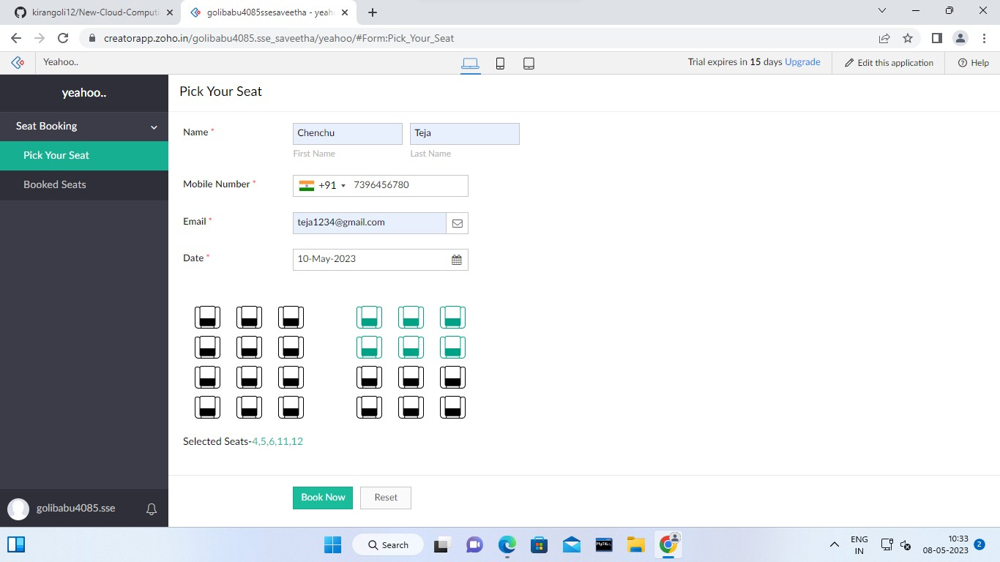 kirangoli12/New-Cloud-Computi
golibabu4085ssesaveetha - yeaho
creatorapp.zoho.in/golibabu4085.sse_saveetha/yeahoo/#Form:Pick_Your_Seat
Yeahoo..
Trial expires in 15 days Upgrade
Edit this application
Help
yeahoo..
Pick Your Seat
Seat Booking
Pick Your Seat
Booked Seats
Name *
Chenchu
Teja
First Name
Last Name
Mobile Number *
+91
7396456780
Email *
teja1234@gmail.com
Date *
10-May-2023
Selected Seats-4,5,6,11,12
Book Now
Reset
golibabu4085.sse
Search
MySQL
ENG
IN
10:33
08-05-2023
2